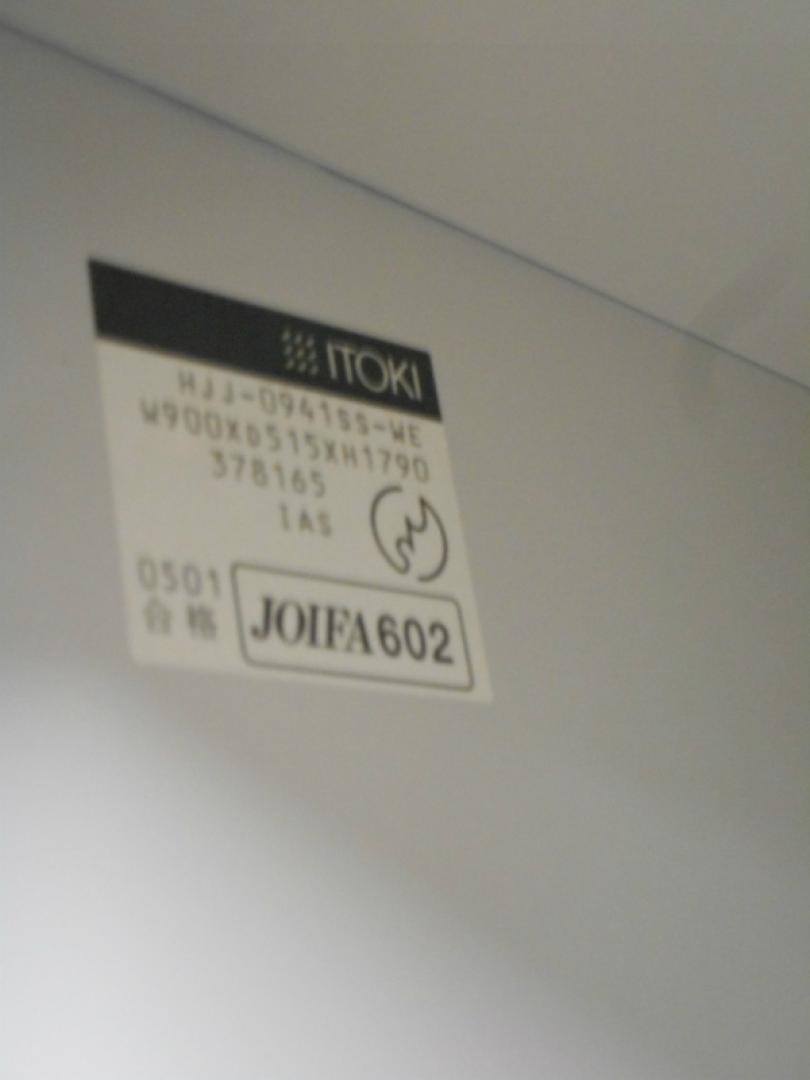 ITOKI
HJJ-0941SS-WE
W900XD515XH1790
378165
IAS
0501
合格
JOIFA602